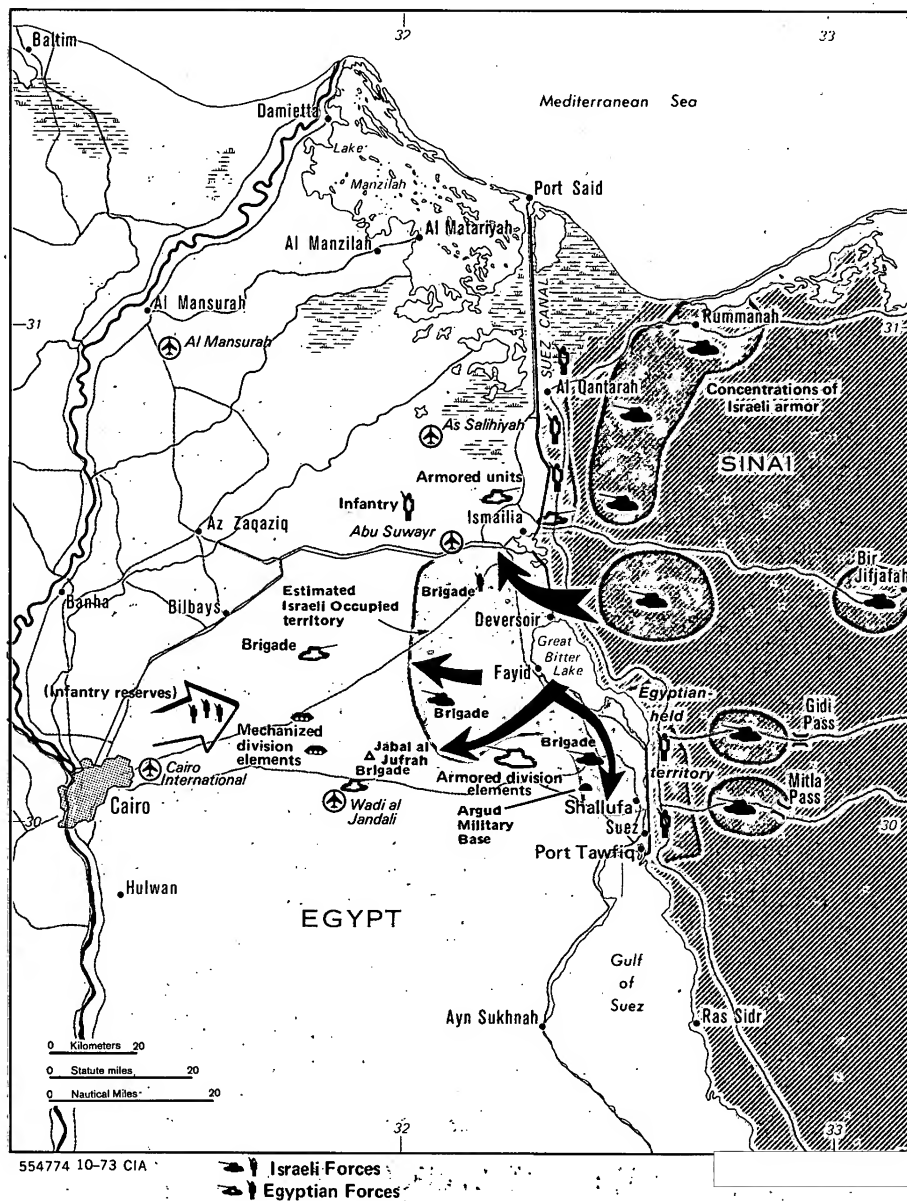 32
33
Baltim
Damietta
Lake
Manzilah
Mediterranean Sea
Port Said
Al Matariyah
Al Manzilah
Al Mansurah
31
Al Mansurah
SUEZ CANAL
Rummanah
31
Al Qantarah
Concentrations of
Israeli armor
As Salihiyah
SINAI
Armored units
Infantry
Ismailia
Az Zaqaziq
Abu Suwayr
Bir
Jifjafah
Estimated
Israeli Occupied
territory
Brigade
Banha
Bilbays
Deversoir
Brigade
Great
Bitter
Lake
Fayid
(Infantry reserves)
Egyptian-
held
territory
Gidi
Pass
Brigade
Mechanized
division
elements
Jabal al
Jufrah
Brigade
Brigade
Armored division
elements
Mitla
Pass
Cairo
International
Cairo
Wadi al
Jandali
Argud
Military
Base
Shallufa
Suez
30
30
Port Tawfiq
Hulwan
EGYPT
Gulf
of
Suez
Ayn Sukhnah
Ras Sidr
0 Kilometers 20
0 Statute miles 20
0 Nautical Miles 20
32
33
554774 10-73 CIA
Israeli Forces
Egyptian Forces